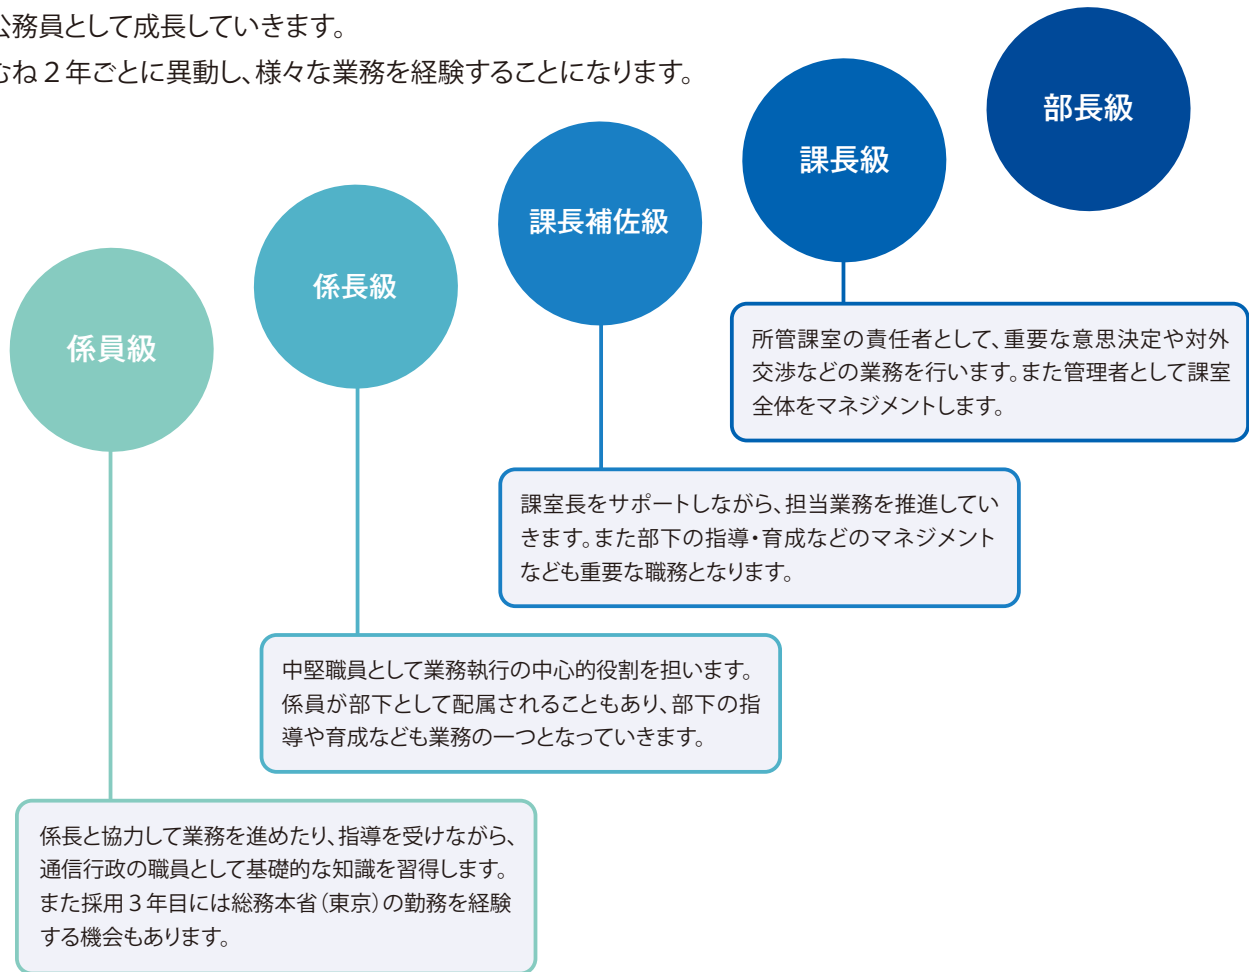 公務員として成長していきます。
むね2年ごとに異動し、様々な業務を経験することになります。
部長級
課長級
課長補佐級
係長級
係員級
所管課室の責任者として、重要な意思決定や対外
交渉などの業務を行います。また管理者として課室
全体をマネジメントします。
課室長をサポートしながら、担当業務を推進してい
きます。また部下の指導・育成などのマネジメント
なども重要な職務となります。
中堅職員として業務執行の中心的役割を担います。
係員が部下として配属されることもあり、部下の指
導や育成なども業務の一つとなっていきます。
係長と協力して業務を進めたり、指導を受けながら、
通信行政の職員として基礎的な知識を習得します。
また採用3年目には総務本省(東京)の勤務を経験
する機会もあります。